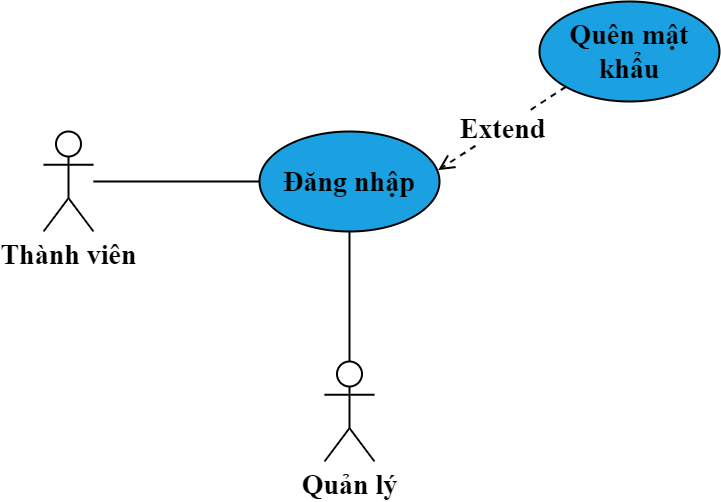 Quên mật
khẩu
Extend
Đăng nhập
Thành viên
Quản lý